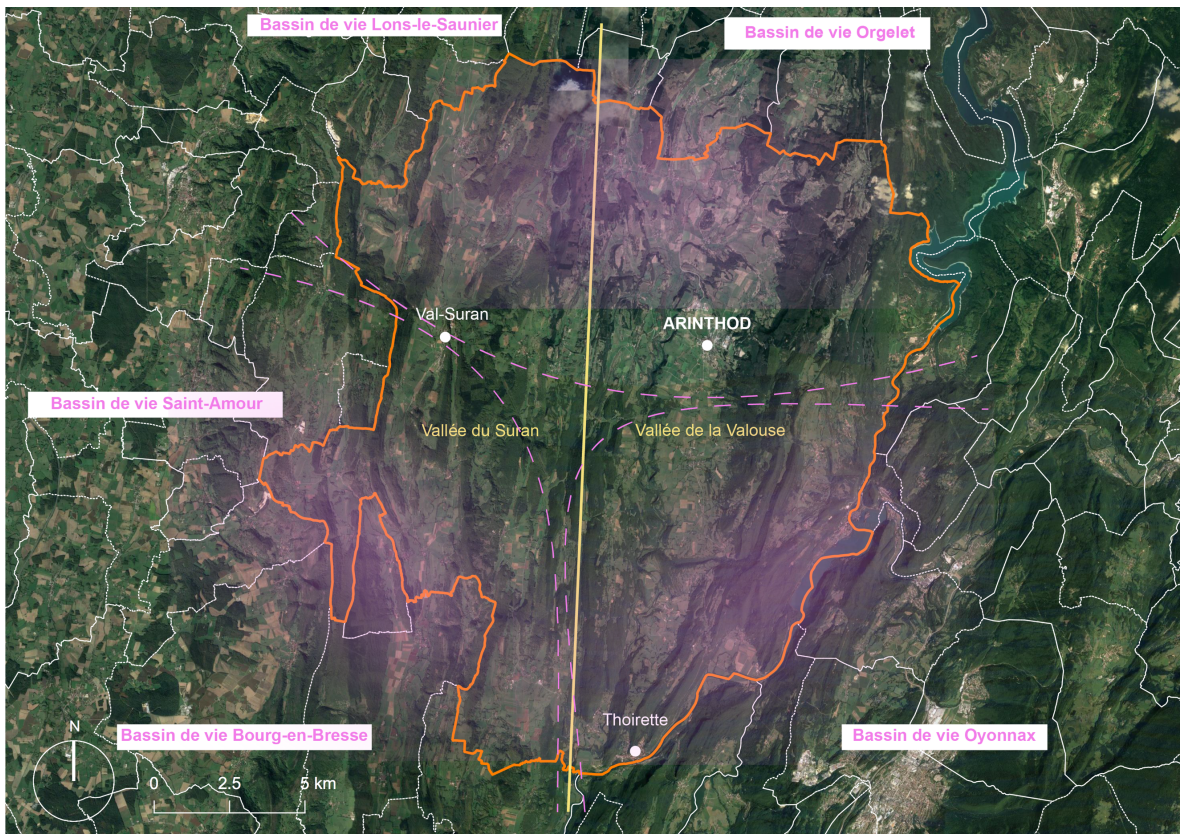 Bassin de vie Lons-le-Saunier
Bassin de vie Orgelet
Val-Suran
ARINTHOD
Bassin de vie Saint-Amour
Vallée du Suran
Vallée de la Valouse
Thoirette
Bassin de vie Bourg-en-Bresse
Bassin de vie Oyonnax
N
0 2.5 5 km